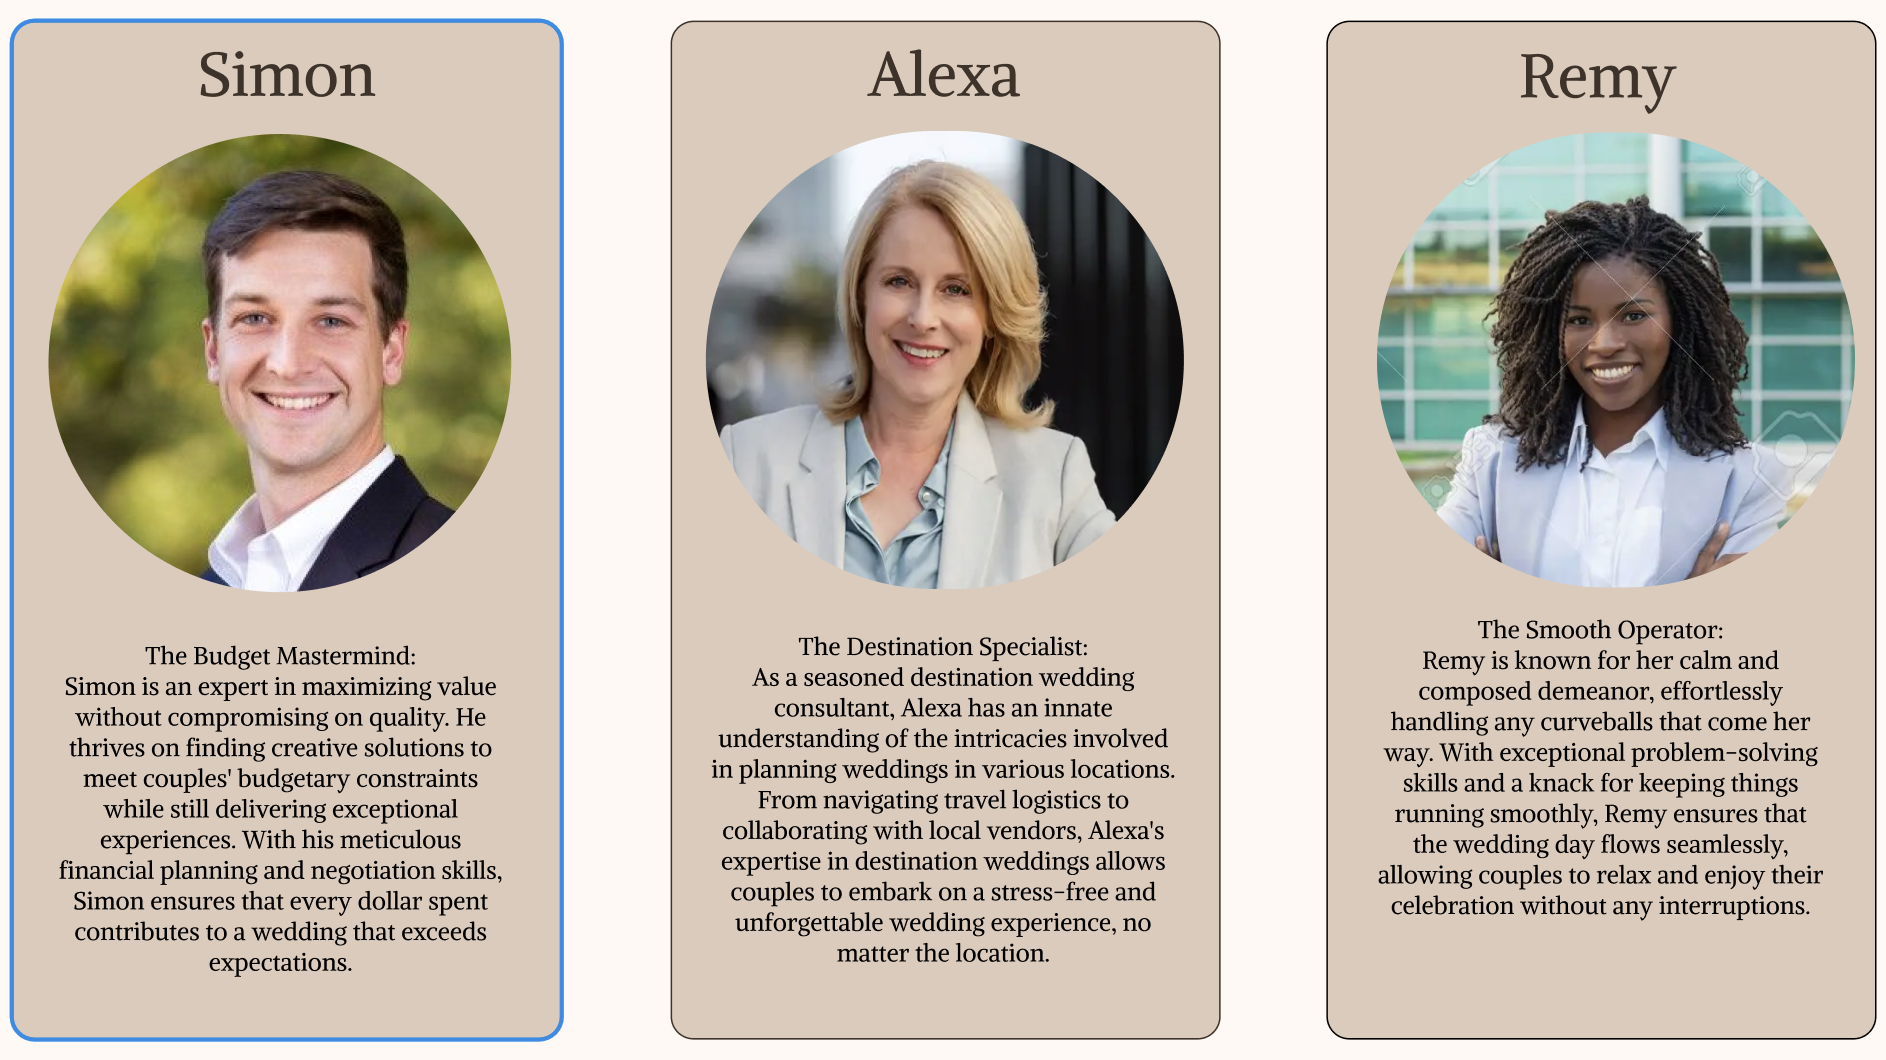 Simon
The Budget Mastermind:
Simon is an expert in maximizing value
without compromising on quality. He
thrives on finding creative solutions to
meet couples' budgetary constraints
while still delivering exceptional
experiences. With his meticulous
financial planning and negotiation skills,
Simon ensures that every dollar spent
contributes to a wedding that exceeds
expectations.
Alexa
The Destination Specialist:
As a seasoned destination wedding
consultant, Alexa has an innate
understanding of the intricacies involved
in planning weddings in various locations.
From navigating travel logistics to
collaborating with local vendors, Alexa's
expertise in destination weddings allows
couples to embark on a stress-free and
unforgettable wedding experience, no
matter the location.
Remy
The Smooth Operator:
Remy is known for her calm and
composed demeanor, effortlessly
handling any curveballs that come her
way. With exceptional problem-solving
skills and a knack for keeping things
running smoothly, Remy ensures that
the wedding day flows seamlessly,
allowing couples to relax and enjoy their
celebration without any interruptions.